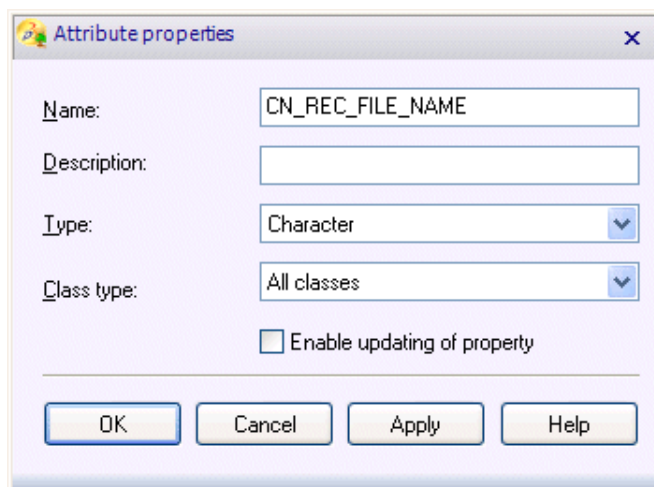 Attribute properties
Name: CN_REC_FILE_NAME
Description:
Type: Character
Class type: All classes
Enable updating of property
OK Cancel Apply Help